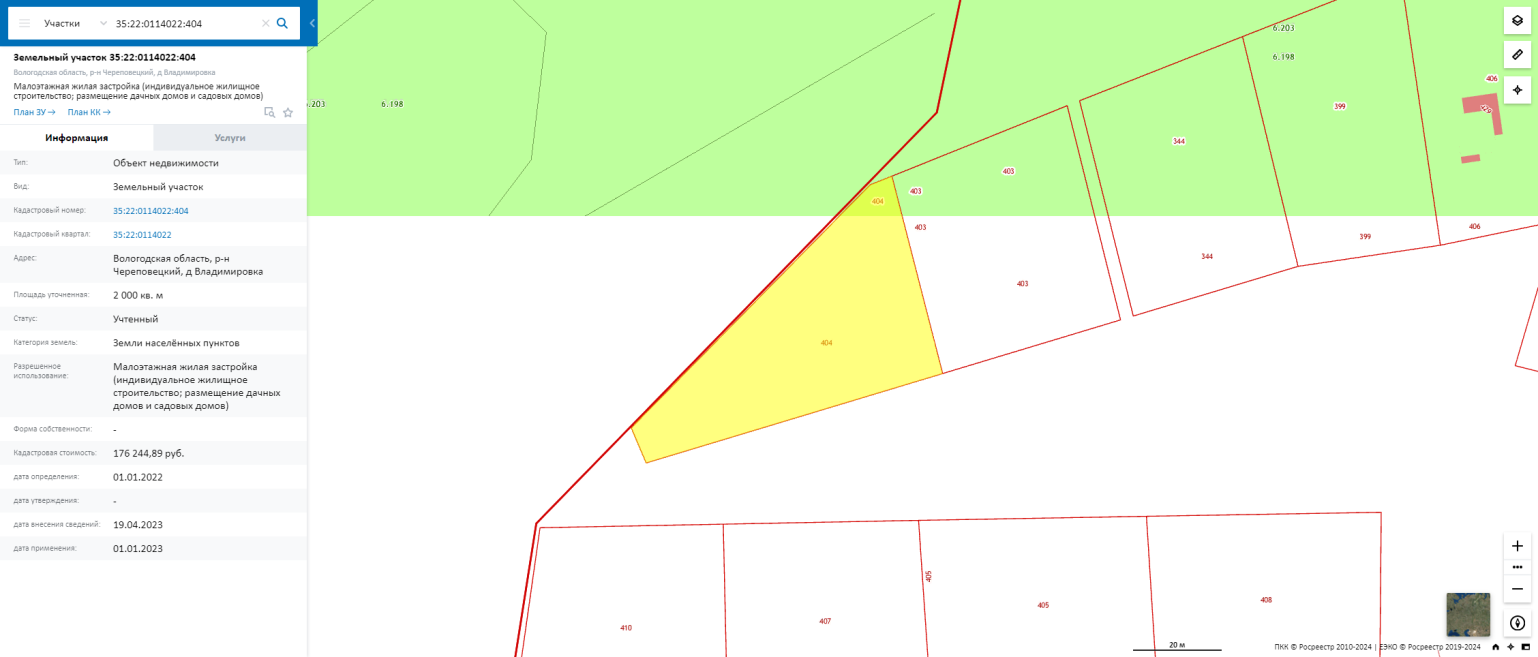 Участки 35:22:0114022:404
Земельный участок 35:22:0114022:404
Вологодская область, р-н Череповецкий, д Владимировка
Малоэтажная жилая застройка (индивидуальное жилищное
строительство; размещение дачных домов и садовых домов)
План ЗУ → План КК →
Информация Услуги
Тип: Объект недвижимости
Вид: Земельный участок
Кадастровый номер: 35:22:0114022:404
Кадастровый квартал: 35:22:0114022
Адрес: Вологодская область, р-н
Череповецкий, д Владимировка
Площадь уточненная: 2 000 кв. м
Статус: Учтенный
Категория земель: Земли населённых пунктов
Разрешенное
использование:
Малоэтажная жилая застройка
(индивидуальное жилищное
строительство; размещение дачных
домов и садовых домов)
Форма собственности: -
Кадастровая стоимость: 176 244,89 руб.
дата определения: 01.01.2022
дата утверждения: -
дата внесения сведений: 19.04.2023
дата применения: 01.01.2023
6.203
6.198
406
.203 6.198
399
344
403
403
404
403
406
399
344
403
404
405
405
408
407
410
20 м
ПКК © Росреестр 2010-2024 | ЕЭКО © Росреестр 2019-2024